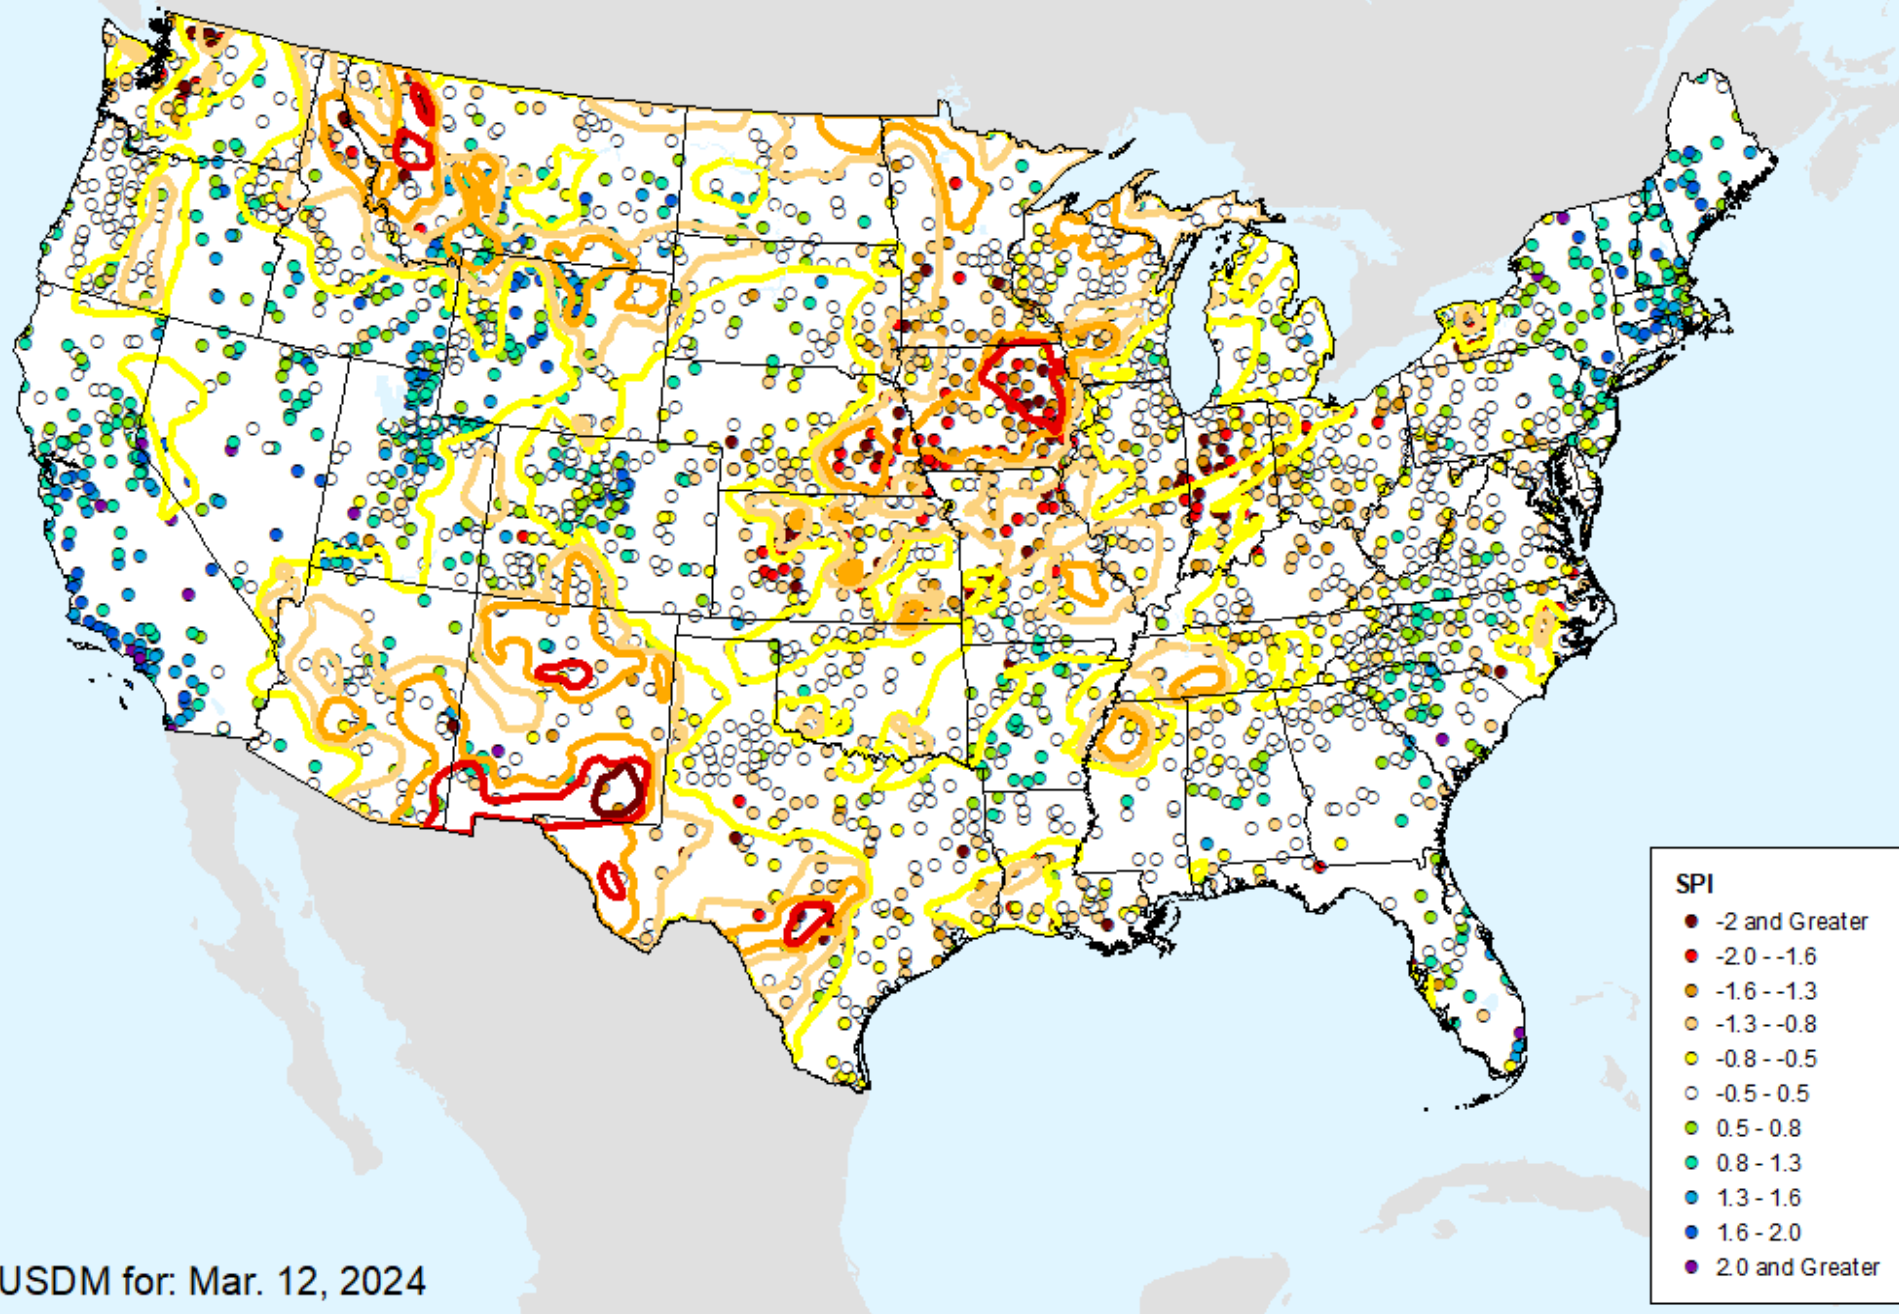 SPI
-2 and Greater
-2.0 - -1.6
-1.6 - -1.3
-1.3 - -0.8
-0.8 - -0.5
-0.5 - 0.5
0.5 - 0.8
0.8 - 1.3
1.3 - 1.6
1.6 - 2.0
2.0 and Greater
USDM for: Mar. 12, 2024